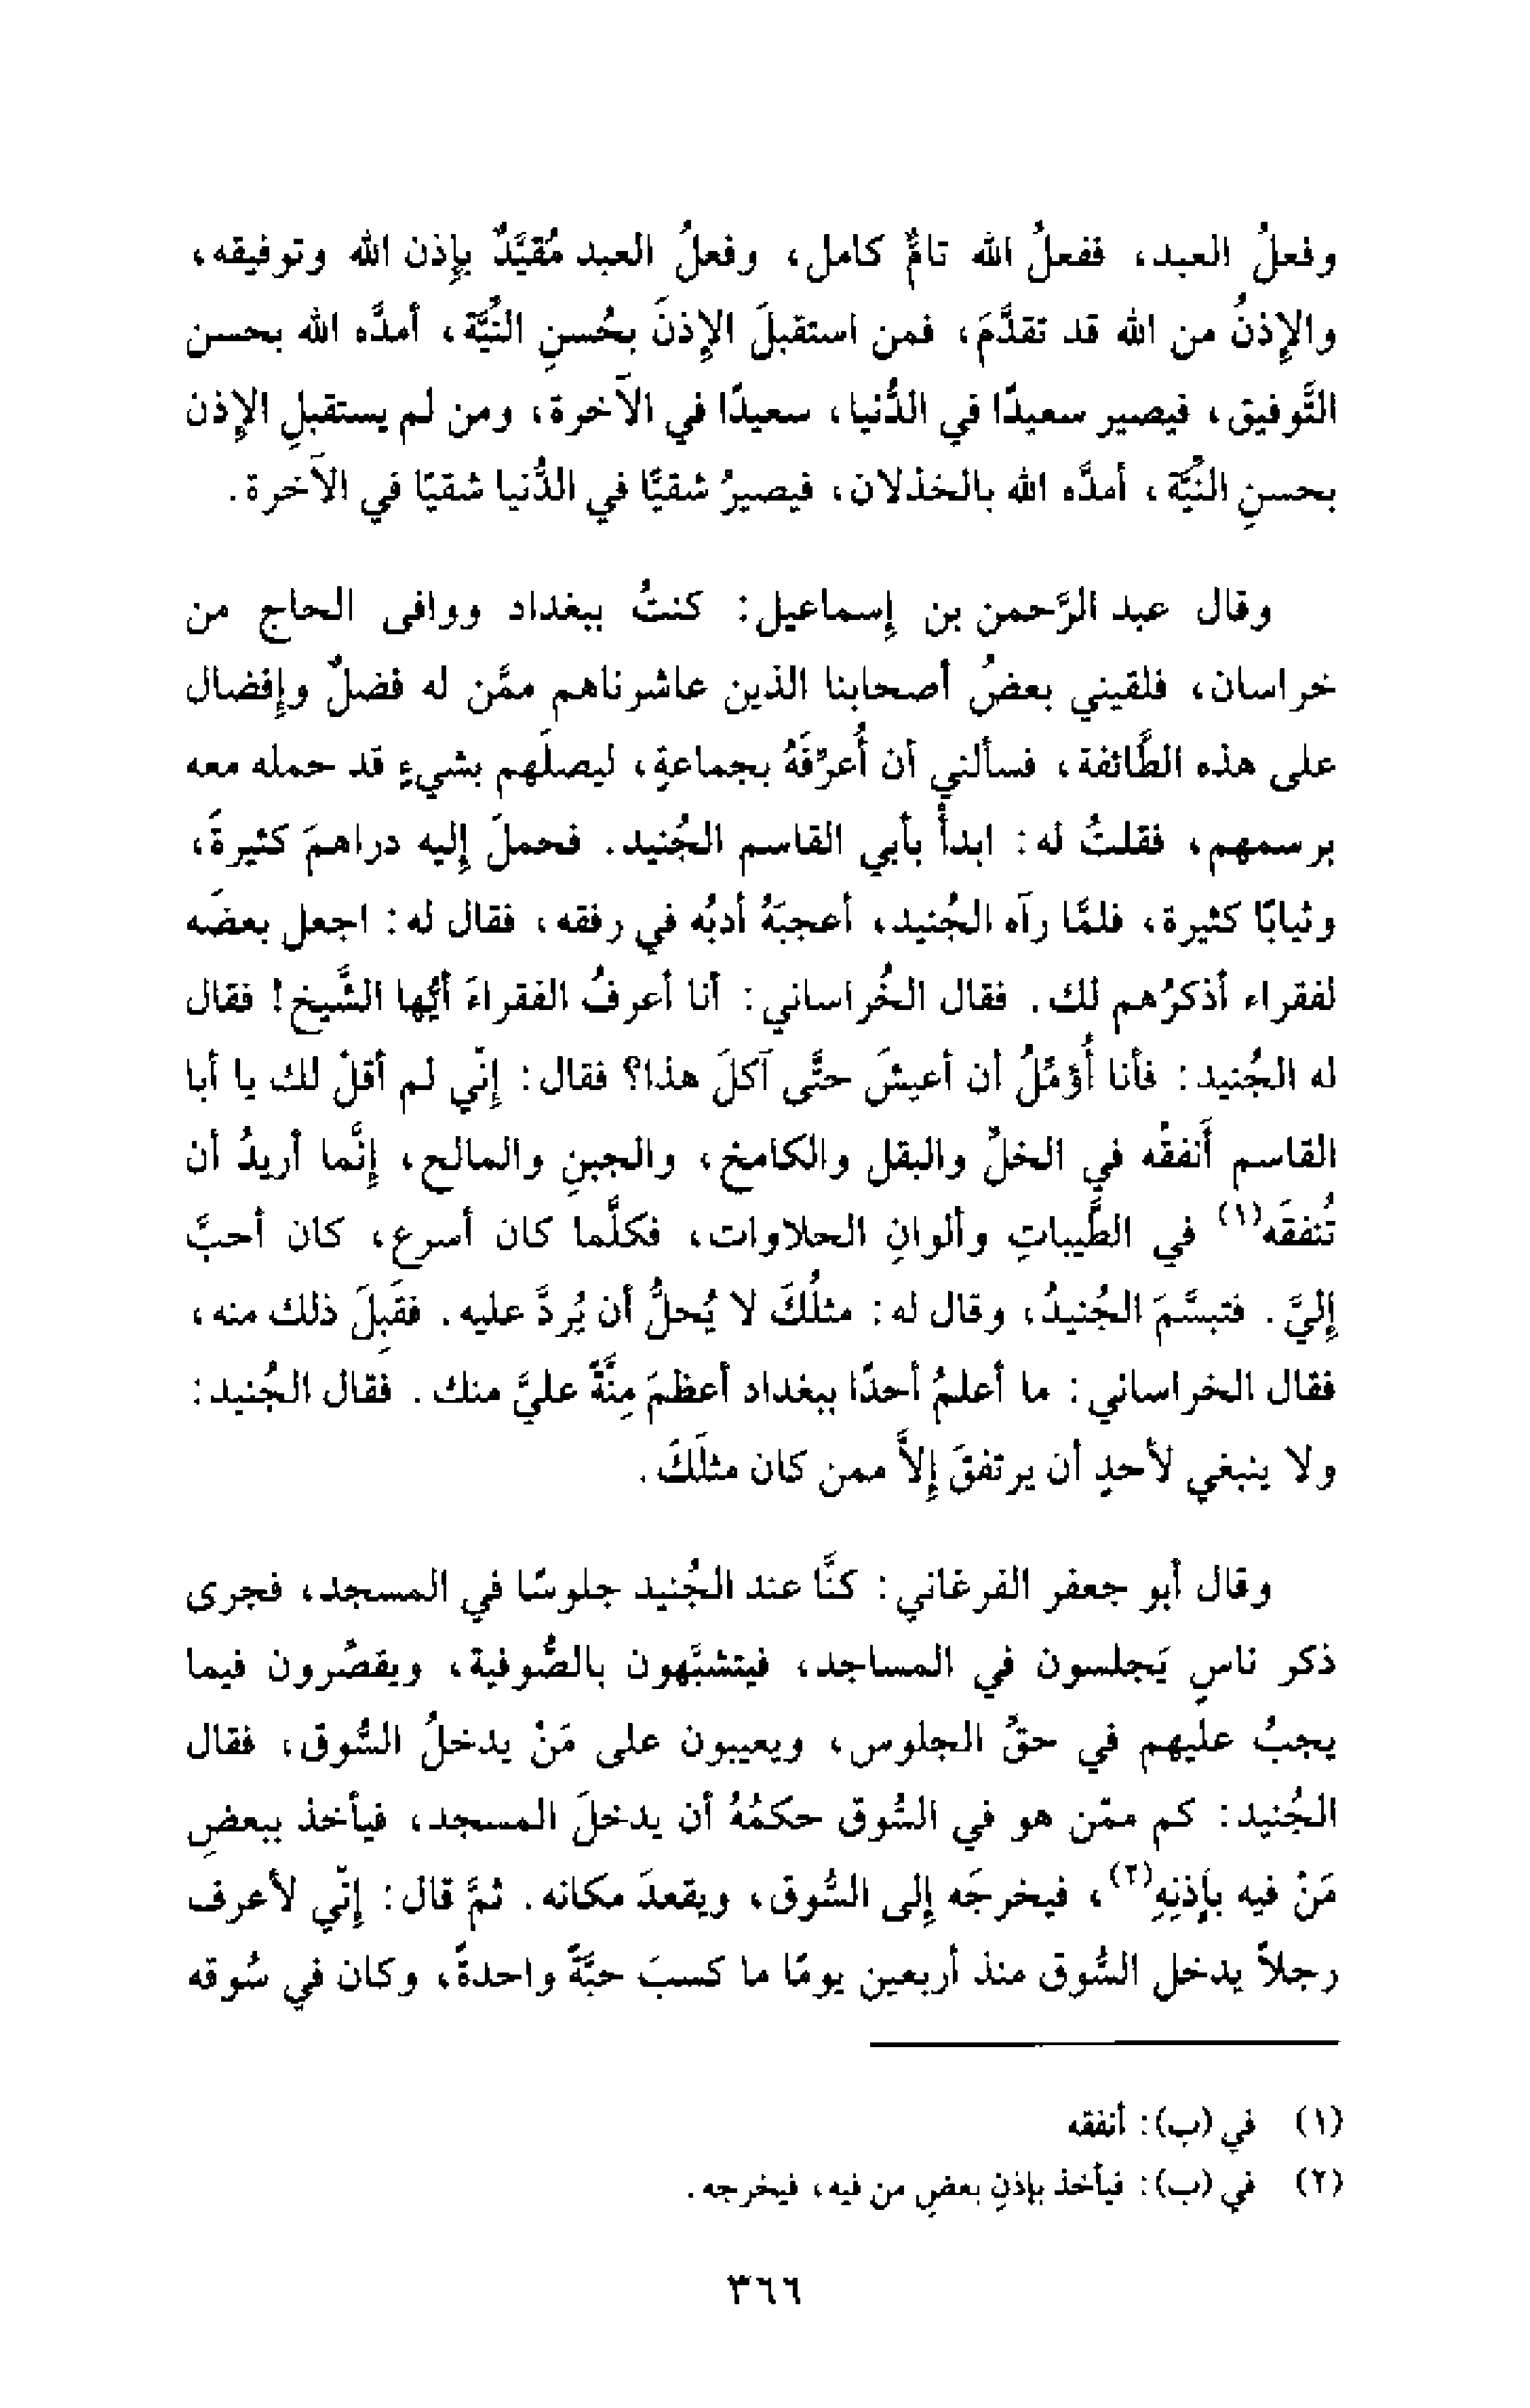 وفعلُ العبد، ففعلُ الله تامٌّ كامل، وفعلُ العبد مُقيَّدٌ بإذن الله وتوفيقه،
والإذنُ من الله قد تقدَّمَ، فمن استقبلَ الإذنَ بحُسنِ النُّيَّة، أمدَّه الله بحسن
التَّوفيق، فيصير سعيدًا في الدُّنيا، سعيدًا في الآخرة، ومن لم يستقبلِ الإذن
بحسنِ النُّيَّة، أمدَّه الله بالخذلان، فيصيرُ شقيًّا في الدُّنيا شقيًّا في الآخرة.
وقال عبد الرَّحمن بن إسماعيل: كنتُ ببغداد ووافى الحاج من
خراسان، فلقيني بعضُ أصحابنا الذين عاشرناهم ممَّن له فضلٌ وإفضال
على هذه الطَّائفة، فسألني أن أُعرِّفَهُ بجماعةٍ، ليصلَهم بشيءٍ قد حمله معه
برسمهم، فقلتُ له: ابدأْ بأبي القاسم الجُنيد. فحملَ إليه دراهمَ كثيرةً،
وثيابًا كثيرة، فلمَّا رآه الجُنيد، أعجبَهُ أدبُه في رفقه، فقال له: اجعل بعضَه
لفقراء أذكرُهم لك. فقال الخُراساني: أنا أعرفُ الفقراءَ أيُّها الشَّيخ! فقال
له الجُنيد: فأنا أُؤمِّلُ أن أعيشَ حتَّى آكلَ هذا؟ فقال: إنّي لم أقلْ لك يا أبا
القاسم أَنفقْه في الخلِّ والبقل والكامخ، والجبنِ والمالح، إنَّما أريدُ أن
تُنفقَه(١) في الطَّيباتِ وألوانِ الحلاوات، فكلَّما كان أسرع، كان أحبَّ
إليَّ. فتبسَّمَ الجُنيدُ، وقال له: مثلُكَ لا يُحلُّ أن يُردَّ عليه. فقَبِلَ ذلك منه،
فقال الخراساني: ما أعلمُ أحدًا ببغداد أعظمَ مِنَّةً عليَّ منك. فقال الجُنيد:
ولا ينبغي لأحدٍ أن يرتفقَ إلاَّ ممن كان مثلَكَ.
وقال أبو جعفر الفرغاني: كنَّا عند الجُنيد جلوسًا في المسجد، فجرى
ذكر ناسٍ يَجلسون في المساجد، فيتشبَّهون بالصُّوفية، ويقصُرون فيما
يجبُ عليهم في حقِّ الجلوس، ويعيبون على مَنْ يدخلُ السُّوق، فقال
الجُنيد: كم ممّن هو في السُّوق حكمُهُ أن يدخلَ المسجد، فيأخذ ببعضِ
مَنْ فيه بإذنِهِ(٢)، فيخرجَه إلى السُّوق، ويقعدَ مكانه. ثمَّ قال: إنّي لأعرف
رجلاً يدخل السُّوق منذ أربعين يومًا ما كسبَ حبَّةً واحدةً، وكان في سُوقه
(١) في (ب): أنفقه
(٢) في (ب): فيأخذ بإذنِ بعضِ من فيه، فيخرجه.
٣٦٦